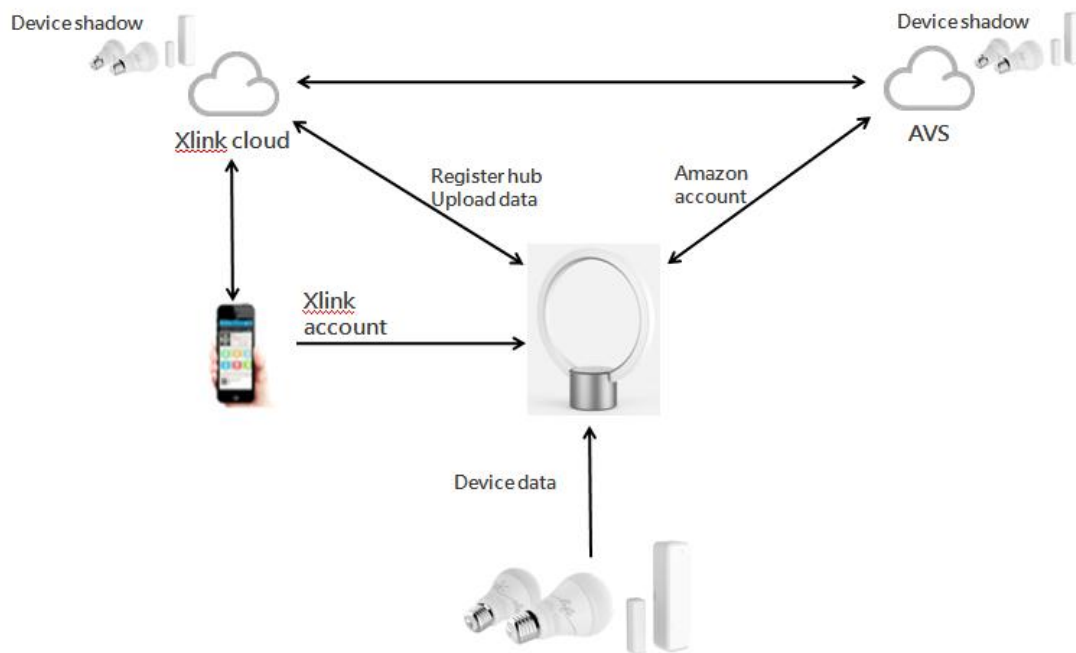 Device shadow
Device shadow
Xlink cloud
AVS
Register hub
Upload data
Amazon
account
Xlink
account
Device data